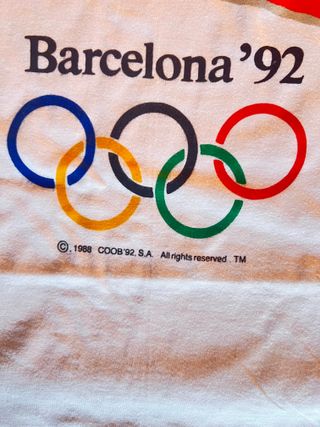 Barcelona '92
©, 1988 COOB'92, S.A. All rights reserved. TM